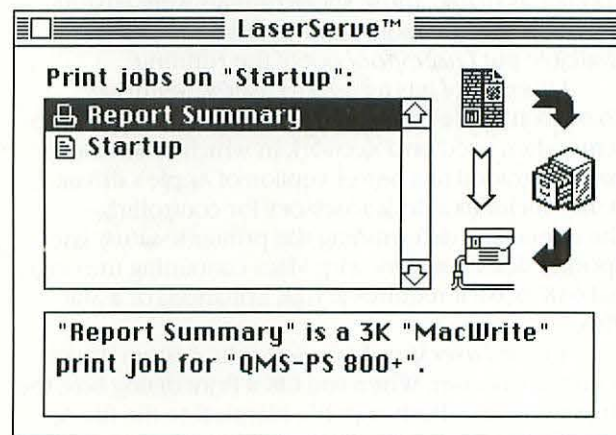 LaserServe™
Print jobs on "Startup":
Report Summary
Startup
"Report Summary" is a 3K "MacWrite"
print job for "QMS-PS 800+".